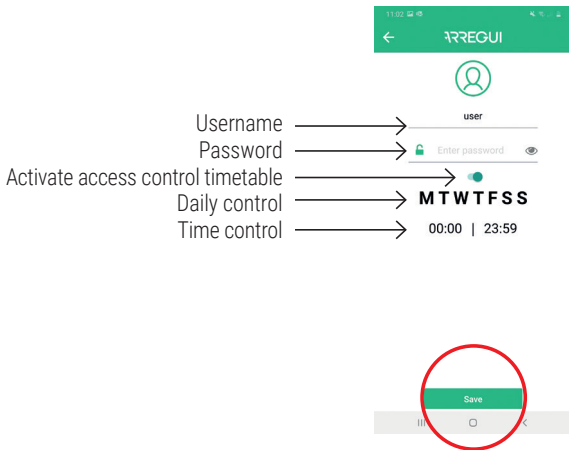 11:02
ARREGUI
user
Username
Enter password
Password
Activate access control timetable
M T W T F S S
Daily control
00:00 | 23:59
Time control
Save